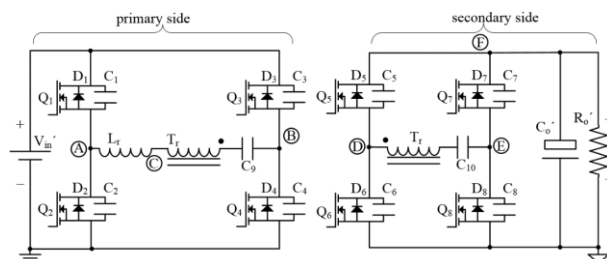 primary side
secondary side
F
D1 C1
D3 C3
D5 C5
D7 C7
Q1
Q3
Q5
Q7
+
Vin´
−
A
Lr
Tr
C
C9
B
D
Tr
C10
E
Co´
Ro´
+
−
D2 C2
D4 C4
D6 C6
D8 C8
Q2
Q4
Q6
Q8